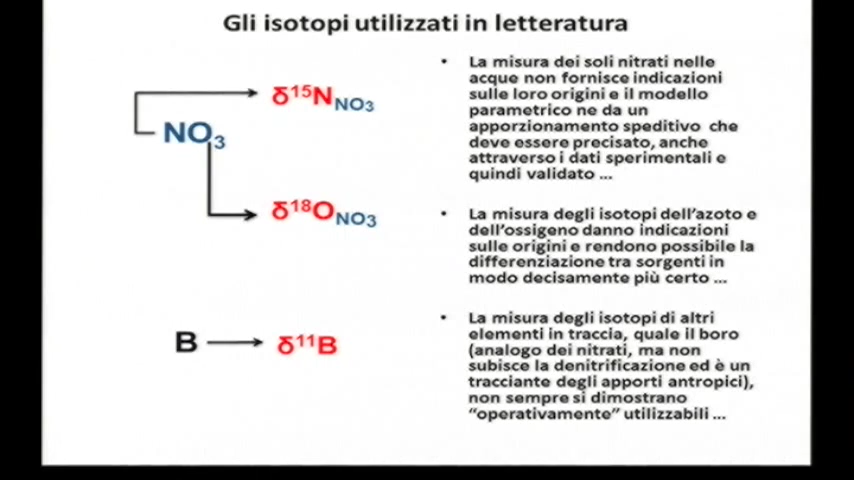 Gli isotopi utilizzati in letteratura
δ¹⁵N NO3
NO3
δ¹⁸O NO3
B
δ¹¹B
• La misura dei soli nitrati nelle
acque non fornisce indicazioni
sulle loro origini e il modello
parametrico ne da un
apporzionamento speditivo che
deve essere precisato, anche
attraverso i dati sperimentali e
quindi validato ...
• La misura degli isotopi dell'azoto e
dell'ossigeno danno indicazioni
sulle origini e rendono possibile la
differenziazione tra sorgenti in
modo decisamente più certo ...
• La misura degli isotopi di altri
elementi in traccia, quale il boro
(analogo dei nitrati, ma non
subisce la denitrificazione ed è un
tracciante degli apporti antropici),
non sempre si dimostrano
"operativamente" utilizzabili ...